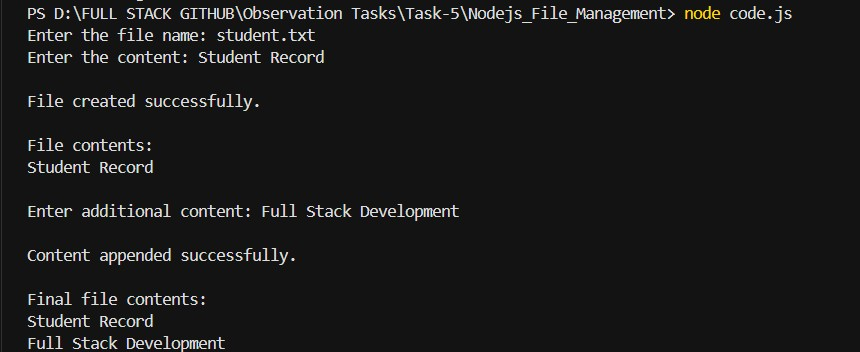 PS D:\FULL STACK GITHUB\Observation Tasks\Task-5\Nodejs_File_Management> node code.js
Enter the file name: student.txt
Enter the content: Student Record
File created successfully.
File contents:
Student Record
Enter additional content: Full Stack Development
Content appended successfully.
Final file contents:
Student Record
Full Stack Development